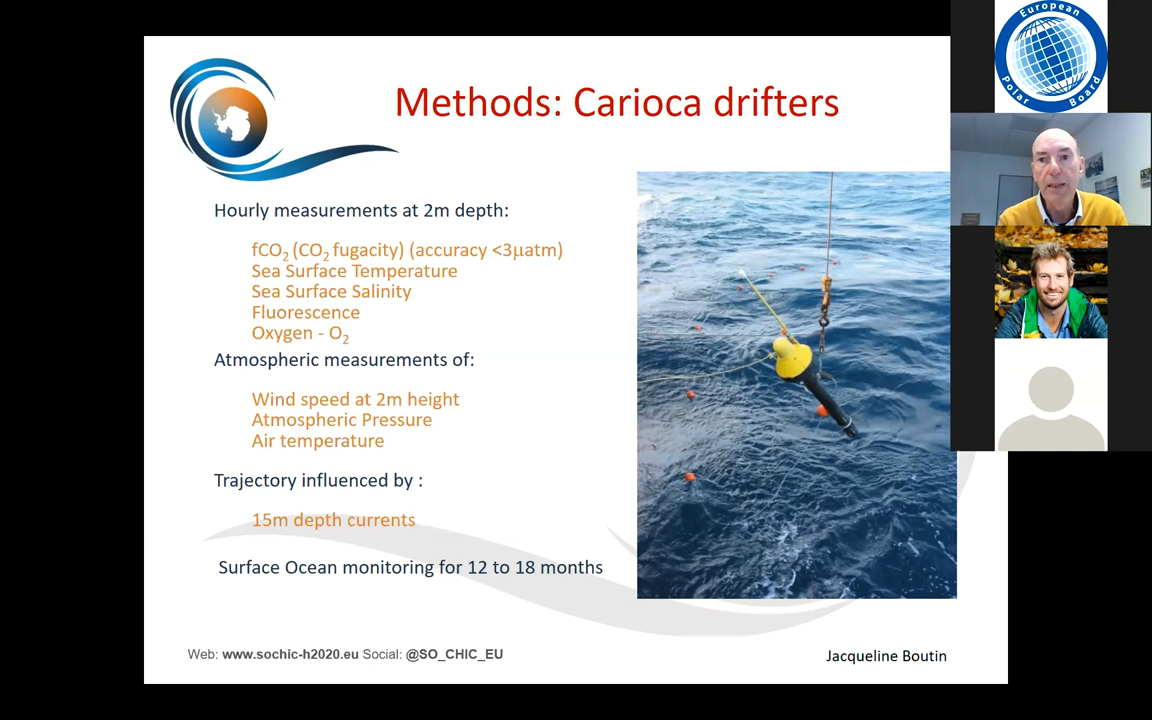 Methods: Carioca drifters
Hourly measurements at 2m depth:
fCO₂ (CO₂ fugacity) (accuracy <3µatm)
Sea Surface Temperature
Sea Surface Salinity
Fluorescence
Oxygen - O₂
Atmospheric measurements of:
Wind speed at 2m height
Atmospheric Pressure
Air temperature
Trajectory influenced by :
15m depth currents
Surface Ocean monitoring for 12 to 18 months
Web: www.sochic-h2020.eu Social: @SO_CHIC_EU
Jacqueline Boutin
European
Polar Board